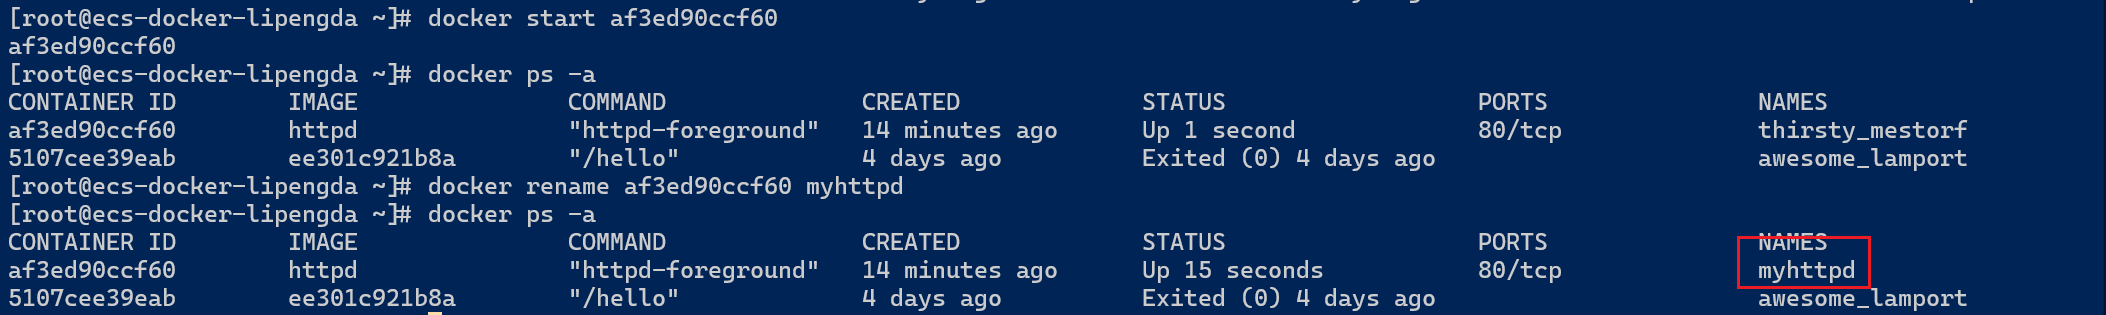 [root@ecs-docker-lipengda ~]# docker start af3ed90ccf60
af3ed90ccf60
[root@ecs-docker-lipengda ~]# docker ps -a
CONTAINER ID        IMAGE               COMMAND              CREATED             STATUS                  PORTS               NAMES
af3ed90ccf60        httpd               "httpd-foreground"   14 minutes ago      Up 1 second             80/tcp              thirsty_mestorf
5107cee39eab        ee301c921b8a        "/hello"             4 days ago          Exited (0) 4 days ago                       awesome_lamport
[root@ecs-docker-lipengda ~]# docker rename af3ed90ccf60 myhttpd
[root@ecs-docker-lipengda ~]# docker ps -a
CONTAINER ID        IMAGE               COMMAND              CREATED             STATUS                  PORTS               NAMES
af3ed90ccf60        httpd               "httpd-foreground"   14 minutes ago      Up 15 seconds           80/tcp              myhttpd
5107cee39eab        ee301c921b8a        "/hello"             4 days ago          Exited (0) 4 days ago                       awesome_lamport